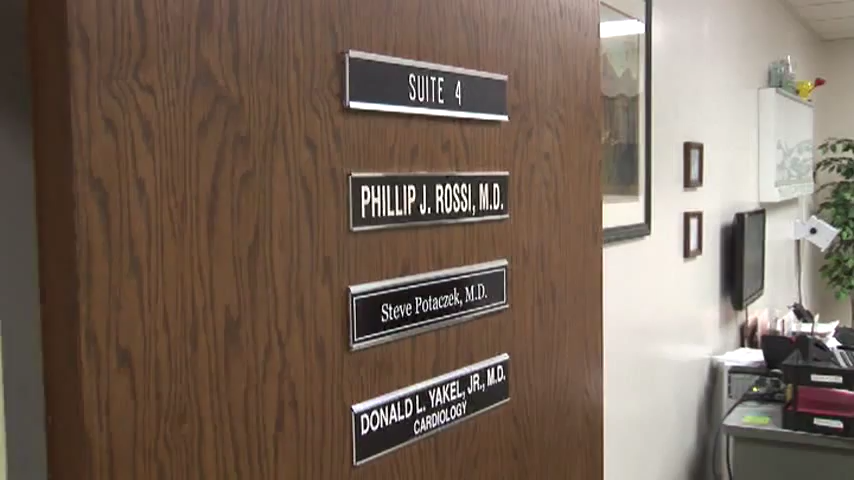 SUITE 4
PHILLIP J. ROSSI, M.D.
Steve Potaczek, M.D.
DONALD L. YAKEL, JR., M.D.
CARDIOLOGY